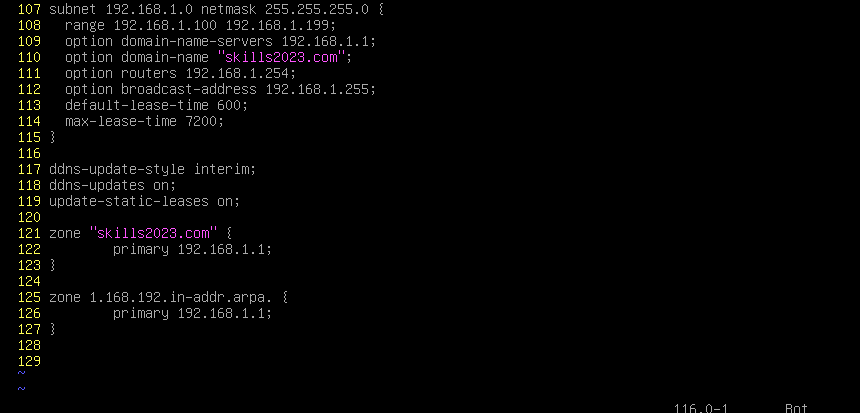 107 subnet 192.168.1.0 netmask 255.255.255.0 {
108   range 192.168.1.100 192.168.1.199;
109   option domain-name-servers 192.168.1.1;
110   option domain-name "skills2023.com";
111   option routers 192.168.1.254;
112   option broadcast-address 192.168.1.255;
113   default-lease-time 600;
114   max-lease-time 7200;
115 }
116
117 ddns-update-style interim;
118 ddns-updates on;
119 update-static-leases on;
120
121 zone "skills2023.com" {
122         primary 192.168.1.1;
123 }
124
125 zone 1.168.192.in-addr.arpa. {
126         primary 192.168.1.1;
127 }
128
129
~
~
116,0-1 Bot